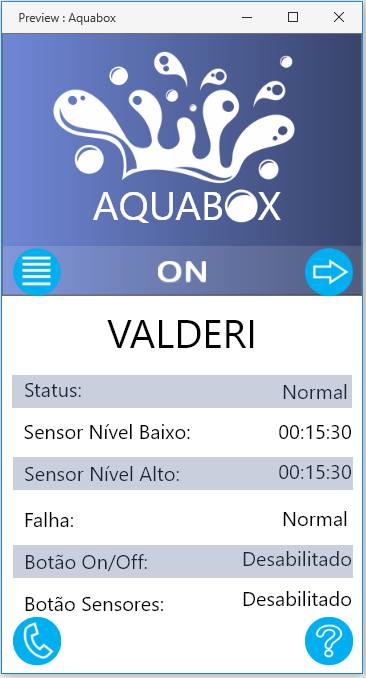 Preview : Aquabox
AQUABOX
ON
VALDERI
Status: Normal
Sensor Nível Baixo: 00:15:30
Sensor Nível Alto: 00:15:30
Falha: Normal
Botão On/Off: Desabilitado
Botão Sensores: Desabilitado
?